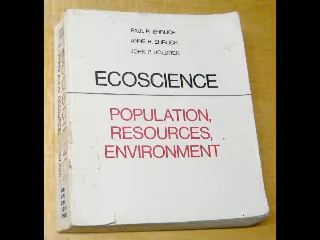 PAUL R. EHRLICH
ANNE H. EHRLICH
JOHN P. HOLDREN
ECOSCIENCE
POPULATION,
RESOURCES,
ENVIRONMENT